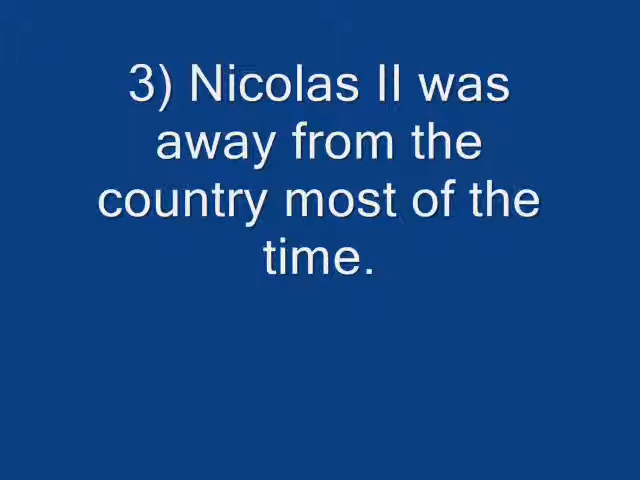 3) Nicolas II was
away from the
country most of the
time.